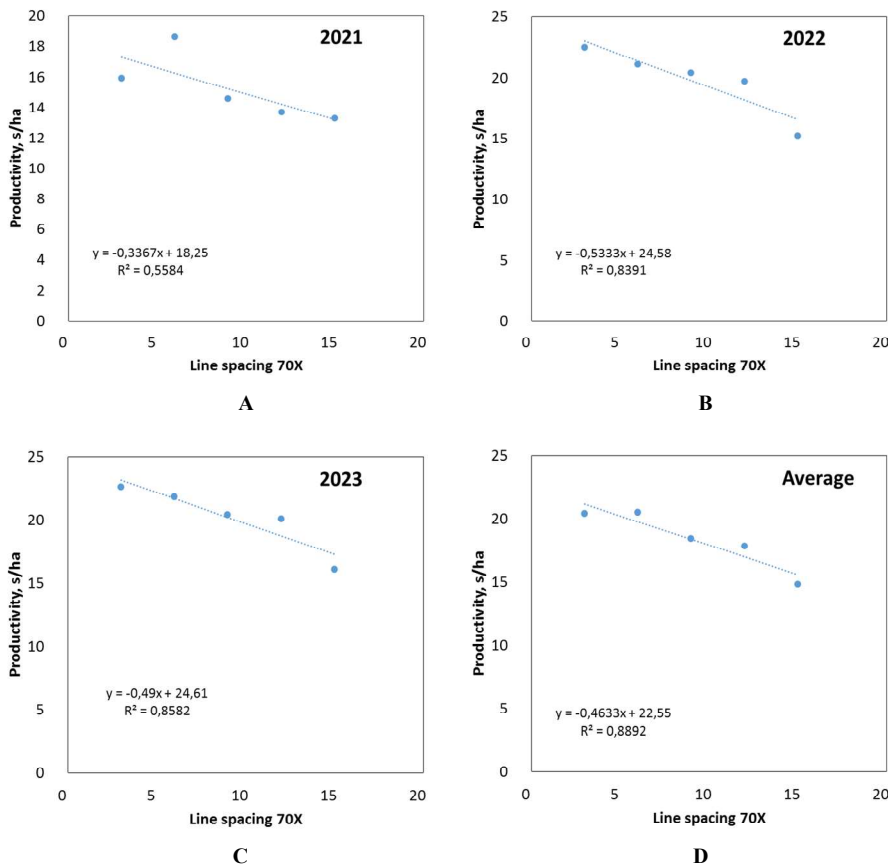 2021
Productivity, s/ha
20
18
16
14
12
10
8
6
4
2
0
y = -0,3367x + 18,25
R² = 0,5584
0 5 10 15 20
Line spacing 70X
A
2022
Productivity, s/ha
25
20
15
10
5
0
y = -0,5333x + 24,58
R² = 0,8391
0 5 10 15 20
Line spacing 70X
B
2023
Productivity, s/ha
25
20
15
10
5
0
y = -0,49x + 24,61
R² = 0,8582
0 5 10 15 20
Line spacing 70X
C
Average
Productivity, s/ha
25
20
15
10
5
0
y = -0,4633x + 22,55
R² = 0,8892
0 5 10 15 20
Line spacing 70X
D